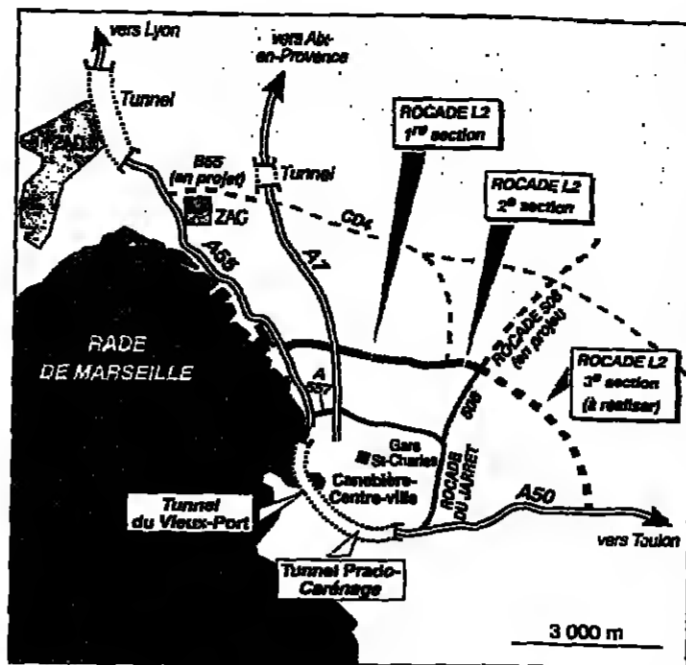 vers Lyon
vers Aix-
en-Provence
Tunnel
ROCADE L2
1re section
ZAD
B55
(en projet)
Tunnel
ROCADE L2
2e section
ZAC
CD4
A55
A7
ROCADE 508
(en projet)
RADE
DE MARSEILLE
ROCADE L2
3e section
(à réaliser)
A
557
508
Gare
St-Charles
ROCADE
DU JARRET
Canebière-
Centre-ville
A50
Tunnel
du Vieux-Port
vers Toulon
Tunnel Prado-
Carénage
3 000 m